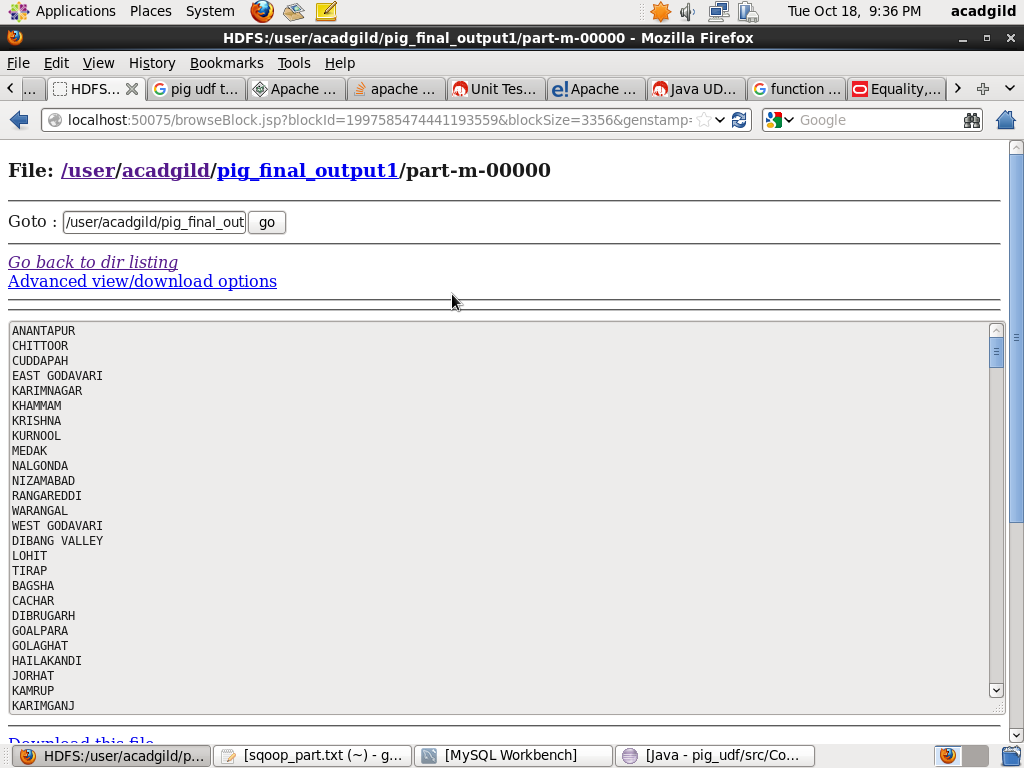 Applications Places System Tue Oct 18, 9:36 PM acadgild
HDFS:/user/acadgild/pig_final_output1/part-m-00000 - Mozilla Firefox
File Edit View History Bookmarks Tools Help
... HDFS... pig udf t... Apache ... apache ... Unit Tes... Apache ... Java UD... function ... Equality,...
localhost:50075/browseBlock.jsp?blockId=1997585474441193559&blockSize=3356&genstamp= Google
File: /user/acadgild/pig_final_output1/part-m-00000
Goto : /user/acadgild/pig_final_out go
Go back to dir listing
Advanced view/download options
ANANTAPUR
CHITTOOR
CUDDAPAH
EAST GODAVARI
KARIMNAGAR
KHAMMAM
KRISHNA
KURNOOL
MEDAK
NALGONDA
NIZAMABAD
RANGAREDDI
WARANGAL
WEST GODAVARI
DIBANG VALLEY
LOHIT
TIRAP
BAGSHA
CACHAR
DIBRUGARH
GOALPARA
GOLAGHAT
HAILAKANDI
JORHAT
KAMRUP
KARIMGANJ
Download this file
HDFS:/user/acadgild/p... [sqoop_part.txt (~) - g... [MySQL Workbench] [Java - pig_udf/src/Co...